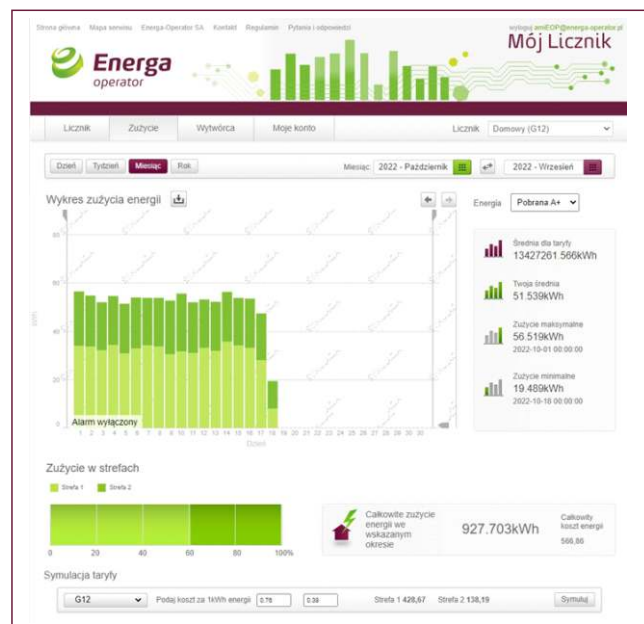 Strona główna Mapa serwisu Energa-Operator SA Kontakt Regulamin Pytania i odpowiedzi
wyloguj amiEOP@energa-operator.pl
Mój Licznik
Energa
operator
Licznik Zużycie Wytwórca Moje konto Licznik Domowy (G12)
Dzień Tydzień Miesiąc Rok Miesiąc: 2022 - Październik 2022 - Wrzesień
Wykres zużycia energii
Energia Pobrana A+
80
60
40
20
0
kWh
Alarm wyłączony
1 2 3 4 5 6 7 8 9 10 11 12 13 14 15 16 17 18 19 20 21 22 23 24 25 26 27 28 29 30
Dzień
Średnia dla taryfy
13427261.566kWh
Twoja średnia
51.539kWh
Zużycie maksymalne
56.519kWh
2022-10-01 00:00:00
Zużycie minimalne
19.489kWh
2022-10-18 00:00:00
Zużycie w strefach
Strefa 1 Strefa 2
0 20 40 60 80 100%
Całkowite zużycie
energii we
wskazanym
okresie
927.703kWh
Całkowity
koszt energii
566,86
Symulacja taryfy
G12 Podaj koszt za 1kWh energii 0.76 0.39 Strefa 1 428,67 Strefa 2 138,19 Symuluj